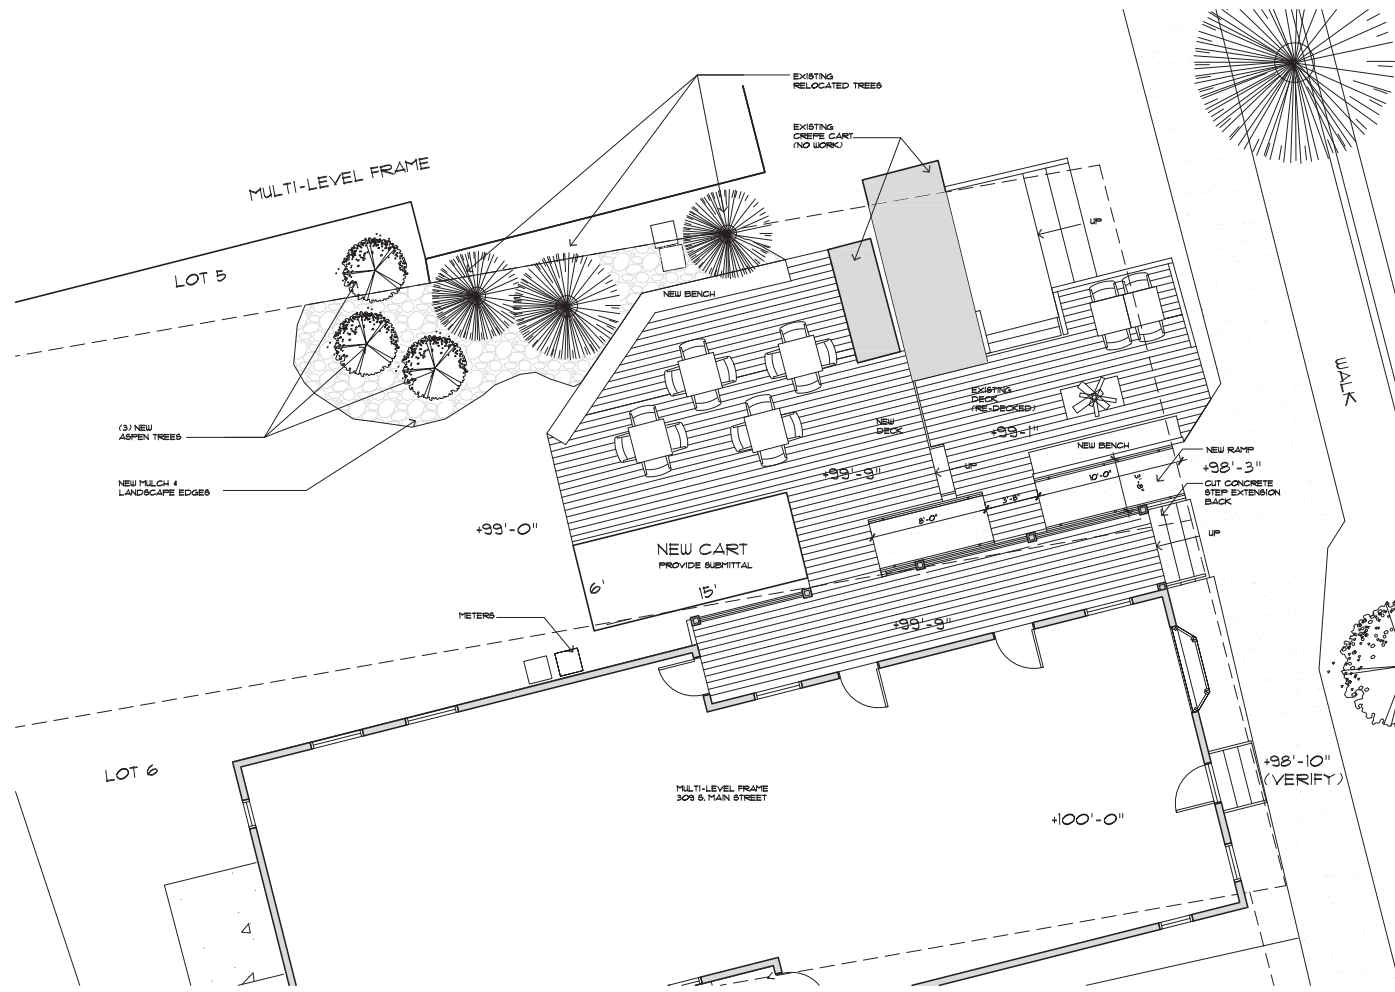 EXISTING
RELOCATED TREES
EXISTING
CREPE CART
(NO WORK)
MULTI-LEVEL FRAME
LOT 5
UP
NEW BENCH
WALK
EXISTING
DECK
(RE-DECKED)
NEW
DECK
+99'-1"
(3) NEW
ASPEN TREES
NEW BENCH
NEW RAMP
+98'-3"
UP
+99'-9"
10'-0"
3'-8"
CUT CONCRETE
STEP EXTENSION
BACK
NEW MULCH &
LANDSCAPE EDGES
3'-8"
8'-0"
+99'-0"
UP
NEW CART
PROVIDE SUBMITTAL
6'
15'
METERS
+99'-9"
LOT 6
+98'-10"
(VERIFY)
MULTI-LEVEL FRAME
309 S. MAIN STREET
+100'-0"